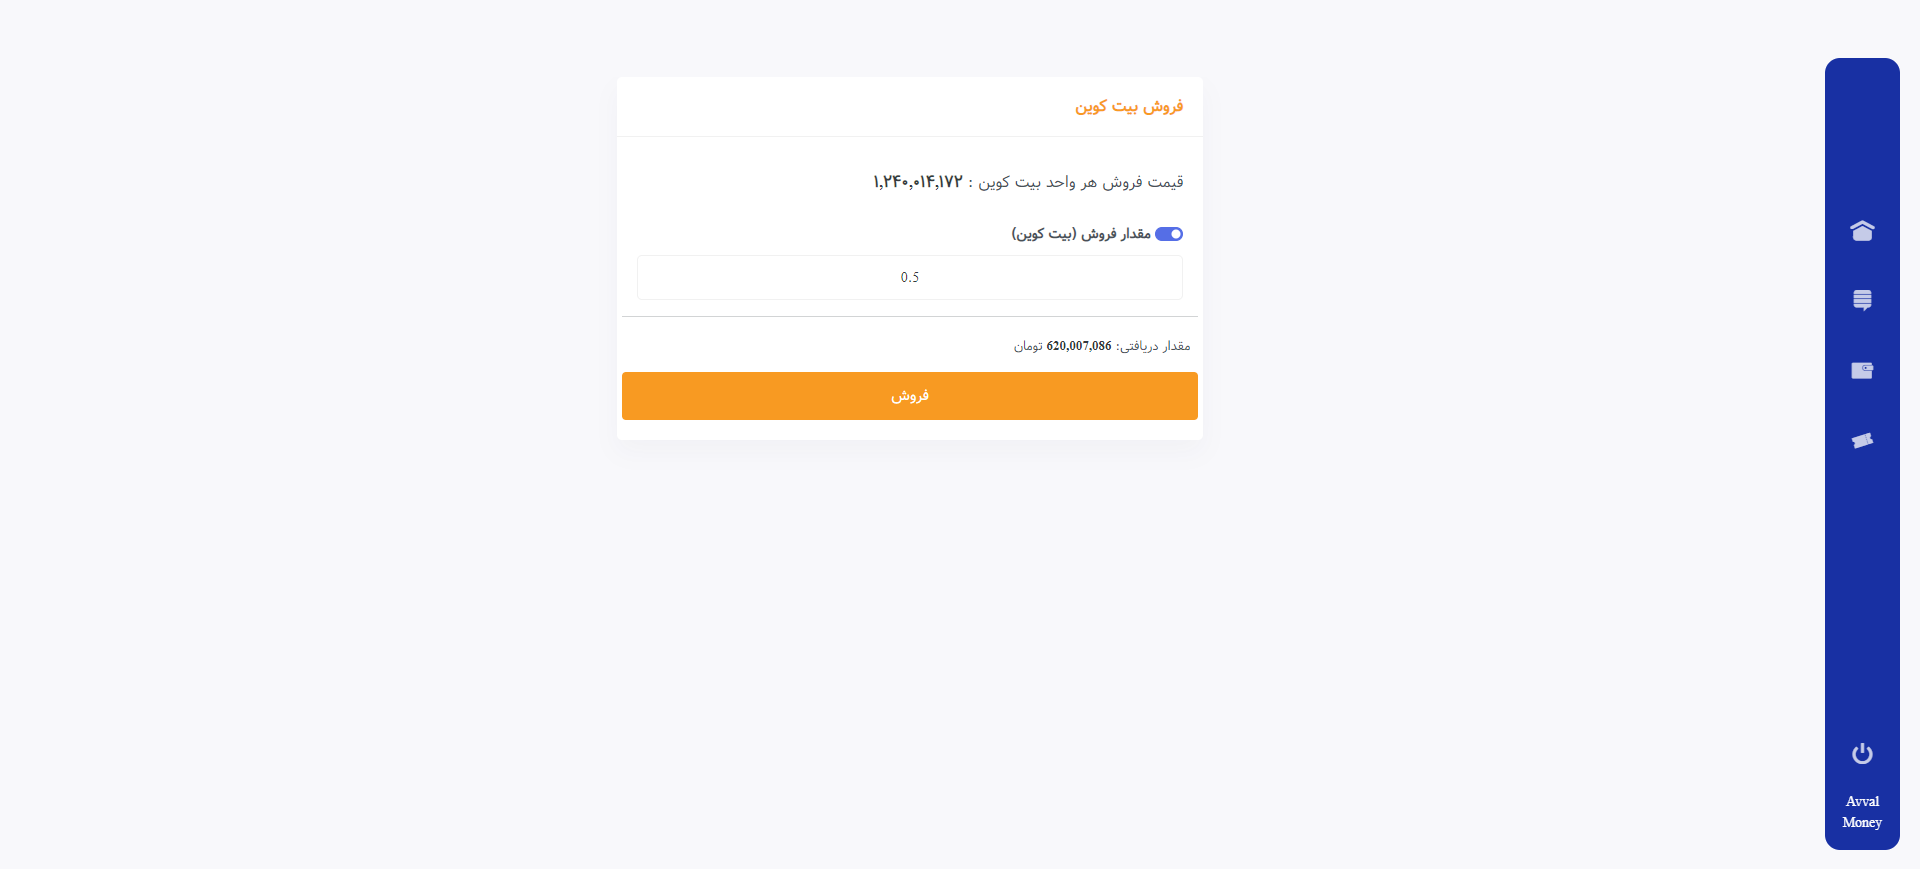 فروش بیت کوین
قیمت فروش هر واحد بیت کوین : ۱,۲۴۰,۰۱۴,۱۷۲
مقدار فروش (بیت کوین)
0.5
مقدار دریافتی: 620,007,086 تومان
فروش
Avval
Money